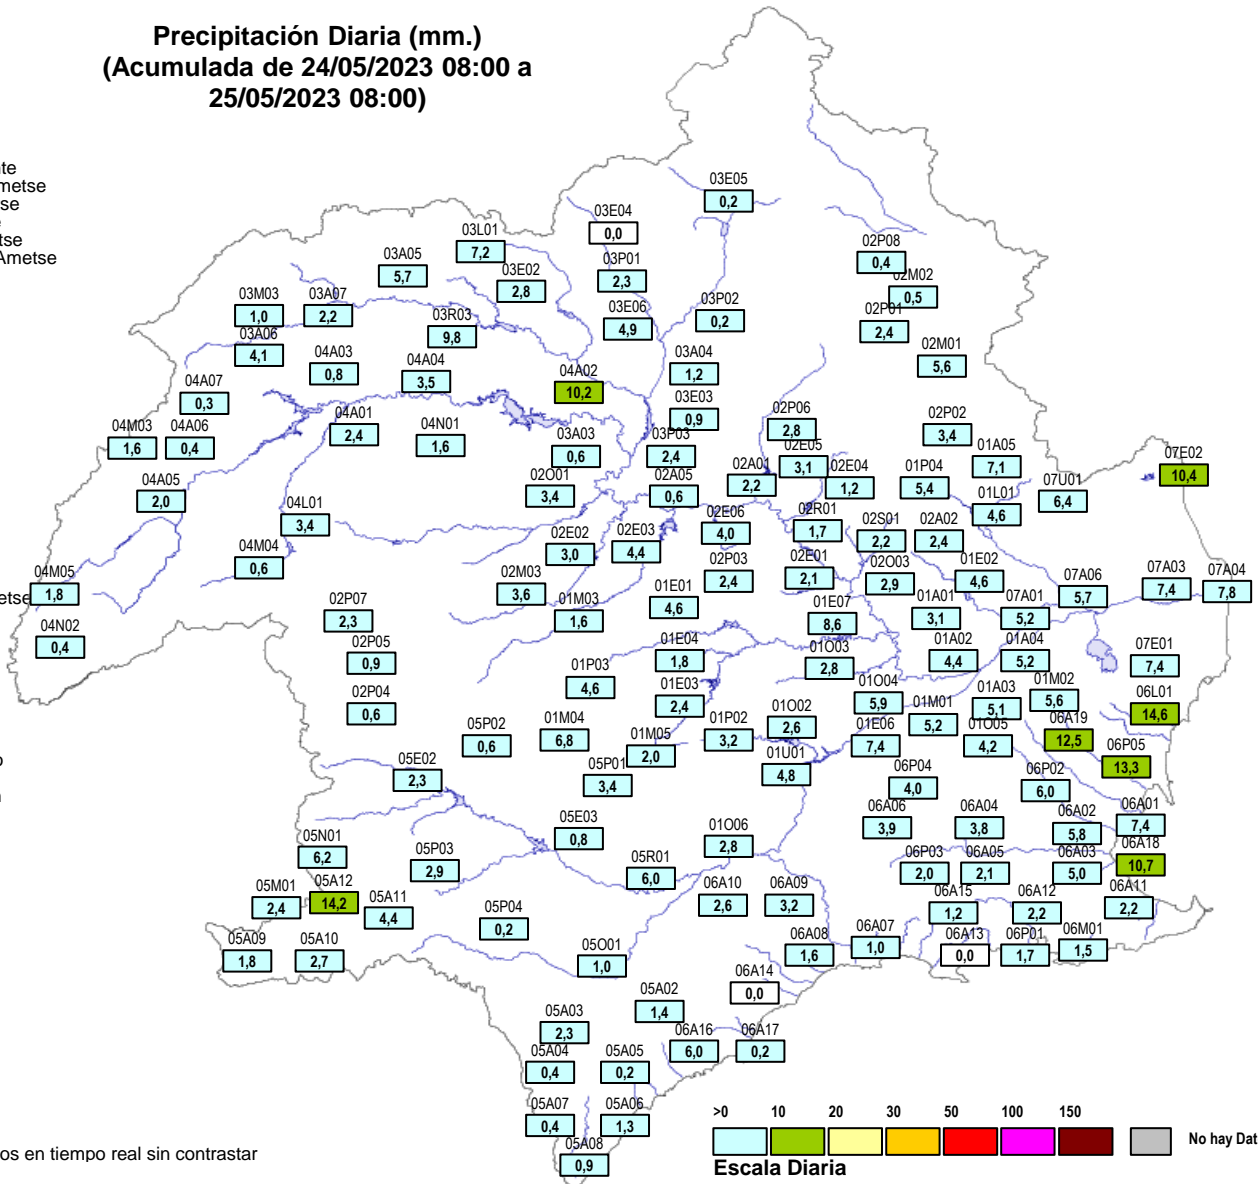 Precipitación Diaria (mm.)
(Acumulada de 24/05/2023 08:00 a
25/05/2023 08:00)
03E05
0,2
03E04
0,0
03L01
7,2
03A05
5,7
03E02
2,8
03P01
2,3
02P08
0,4
02M02
0,5
03M03
1,0
03A07
2,2
03R03
9,8
03E06
4,9
03P02
0,2
02P01
2,4
03A06
4,1
04A03
0,8
04A04
3,5
04A02
10,2
03A04
1,2
02M01
5,6
04A07
0,3
03E03
0,9
04M03
1,6
04A06
0,4
04A01
2,4
04N01
1,6
03A03
0,6
03P03
2,4
02P06
2,8
02P02
3,4
02E05
3,1
01A05
7,1
07E02
10,4
04A05
2,0
02O01
3,4
02A05
0,6
02A01
2,2
02E04
1,2
01P04
5,4
01L01
4,6
07U01
6,4
04L01
3,4
02E06
4,0
02R01
1,7
02S01
2,2
02A02
2,4
04M04
0,6
02E02
3,0
02E03
4,4
04M05
1,8
02M03
3,6
02P03
2,4
02E01
2,1
02O03
2,9
01E02
4,6
07A06
5,7
07A03
7,4
07A04
7,8
02P07
2,3
01M03
1,6
01E01
4,6
01E07
8,6
01A01
3,1
07A01
5,2
04N02
0,4
02P05
0,9
01E04
1,8
01O03
2,8
01A02
4,4
01A04
5,2
07E01
7,4
02P04
0,6
01P03
4,6
01E03
2,4
01O04
5,9
01A03
5,1
01M02
5,6
06L01
14,6
05P02
0,6
01M04
6,8
01M05
2,0
01P02
3,2
01O02
2,6
01E06
7,4
01M01
5,2
01O05
4,2
06A19
12,5
06P05
13,3
05E02
2,3
05P01
3,4
01U01
4,8
06P04
4,0
06P02
6,0
05N01
6,2
05E03
0,8
01O06
2,8
06A06
3,9
06A04
3,8
06A02
5,8
06A01
7,4
05P03
2,9
05R01
6,0
06P03
2,0
06A05
2,1
06A03
5,0
06A18
10,7
05M01
2,4
05A12
14,2
05A11
4,4
05P04
0,2
06A10
2,6
06A09
3,2
06A15
1,2
06A12
2,2
06A11
2,2
05A09
1,8
05A10
2,7
05O01
1,0
06A08
1,6
06A07
1,0
06A13
0,0
06P01
1,7
06M01
1,5
06A14
0,0
05A02
1,4
05A03
2,3
06A16
6,0
06A17
0,2
05A04
0,4
05A05
0,2
05A07
0,4
05A06
1,3
05A08
0,9
nte
metse
tse
e
tse
Ametse
etse
o
n
os en tiempo real sin contrastar
>0 10 20 30 50 100 150
No hay Dat
Escala Diaria